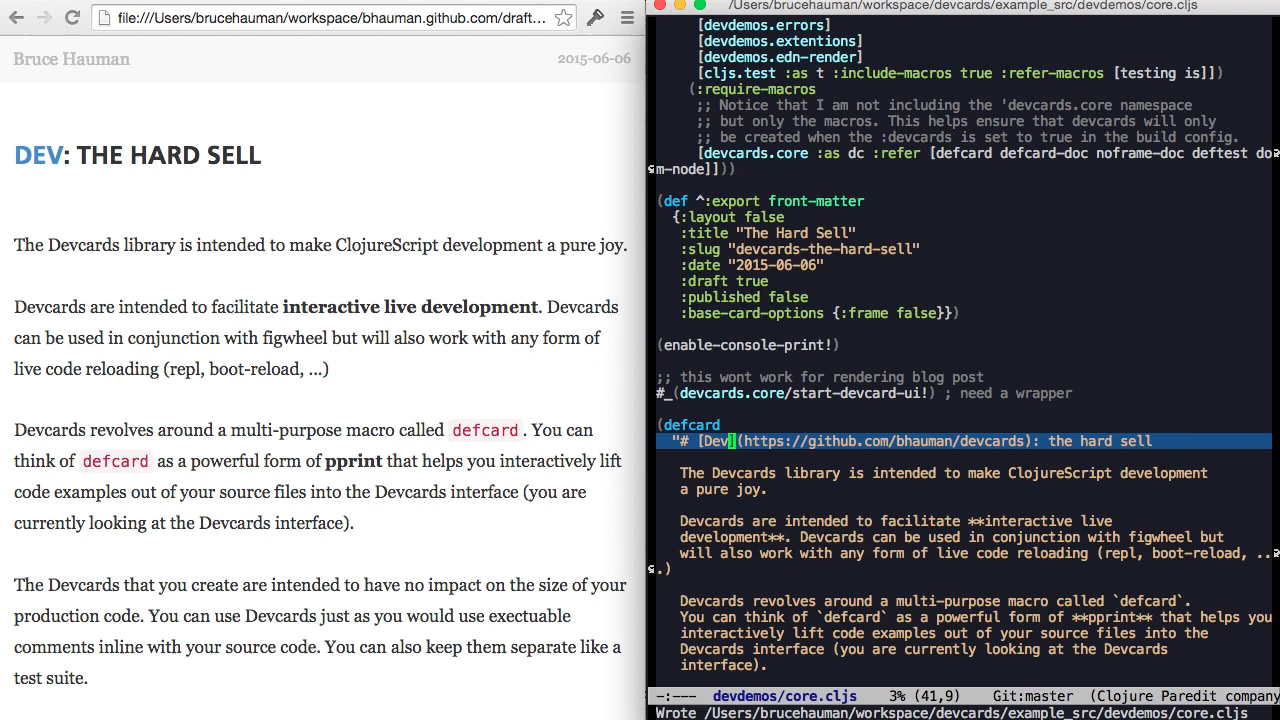 file:///Users/brucehauman/workspace/bhauman.github.com/draft...
Bruce Hauman 2015-06-06
DEV: THE HARD SELL
The Devcards library is intended to make ClojureScript development a pure joy.
Devcards are intended to facilitate interactive live development. Devcards
can be used in conjunction with figwheel but will also work with any form of
live code reloading (repl, boot-reload, ...)
Devcards revolves around a multi-purpose macro called defcard. You can
think of defcard as a powerful form of pprint that helps you interactively lift
code examples out of your source files into the Devcards interface (you are
currently looking at the Devcards interface).
The Devcards that you create are intended to have no impact on the size of your
production code. You can use Devcards just as you would use exectuable
comments inline with your source code. You can also keep them separate like a
test suite.
/Users/brucehauman/workspace/devcards/example_src/devdemos/core.cljs
[devdemos.errors]
[devdemos.extentions]
[devdemos.edn-render]
[cljs.test :as t :include-macros true :refer-macros [testing is]])
(:require-macros
;; Notice that I am not including the 'devcards.core namespace
;; but only the macros. This helps ensure that devcards will only
;; be created when the :devcards is set to true in the build config.
[devcards.core :as dc :refer [defcard defcard-doc noframe-doc deftest do
m-node]]))
(def ^:export front-matter
{:layout false
:title "The Hard Sell"
:slug "devcards-the-hard-sell"
:date "2015-06-06"
:draft true
:published false
:base-card-options {:frame false}})
(enable-console-print!)
;; this wont work for rendering blog post
#_(devcards.core/start-devcard-ui!) ; need a wrapper
(defcard
"# [Dev](https://github.com/bhauman/devcards): the hard sell
The Devcards library is intended to make ClojureScript development
a pure joy.
Devcards are intended to facilitate **interactive live
development**. Devcards can be used in conjunction with figwheel but
will also work with any form of live code reloading (repl, boot-reload, ..
.)
Devcards revolves around a multi-purpose macro called `defcard`.
You can think of `defcard` as a powerful form of **pprint** that helps you
interactively lift code examples out of your source files into the
Devcards interface (you are currently looking at the Devcards
interface).
-:--- devdemos/core.cljs 3% (41,9) Git:master (Clojure Paredit company
Wrote /Users/brucehauman/workspace/devcards/example_src/devdemos/core.cljs